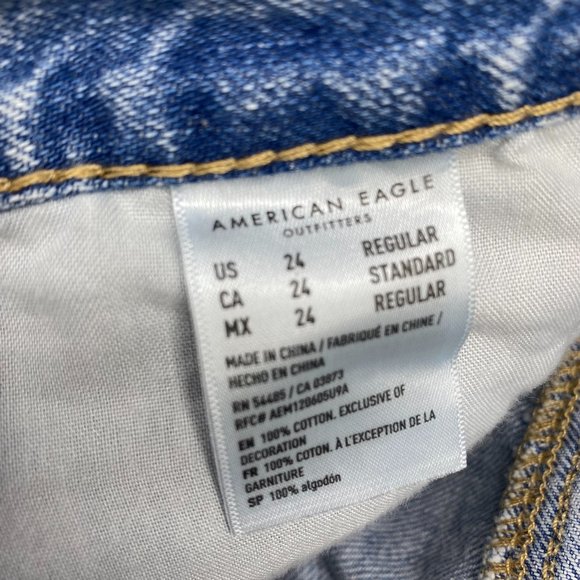 AMERICAN EAGLE
OUTFITTERS
US 24 REGULAR
CA 24 STANDARD
MX 24 REGULAR
MADE IN CHINA / FABRIQUÉ EN CHINE /
HECHO EN CHINA
RN 54485 / CA 03873
RFC# AEM120605U9A
EN 100% COTTON. EXCLUSIVE OF
DECORATION
FR 100% COTON. À L'EXCEPTION DE LA
GARNITURE
SP 100% algodón